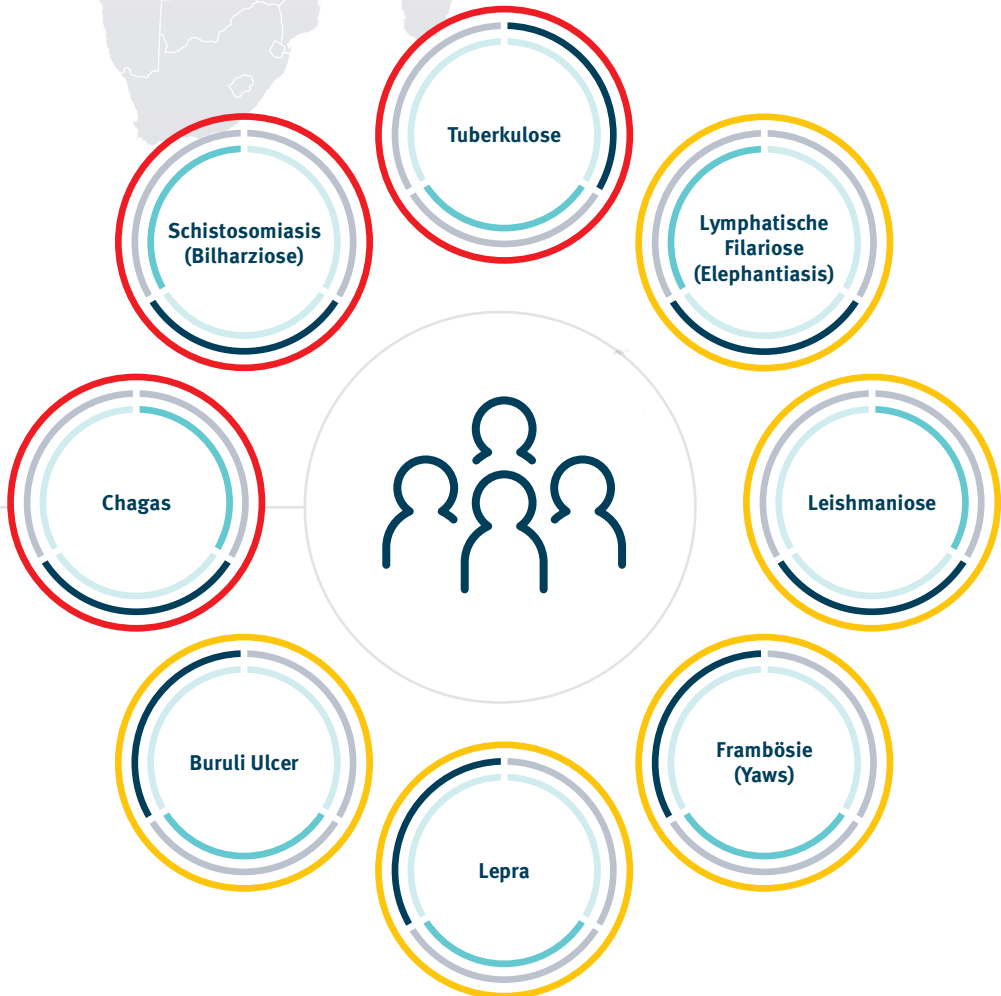 Tuberkulose
Schistosomiasis
(Bilharziose)
Lymphatische
Filariose
(Elephantiasis)
Chagas
Leishmaniose
Buruli Ulcer
Frambösie
(Yaws)
Lepra